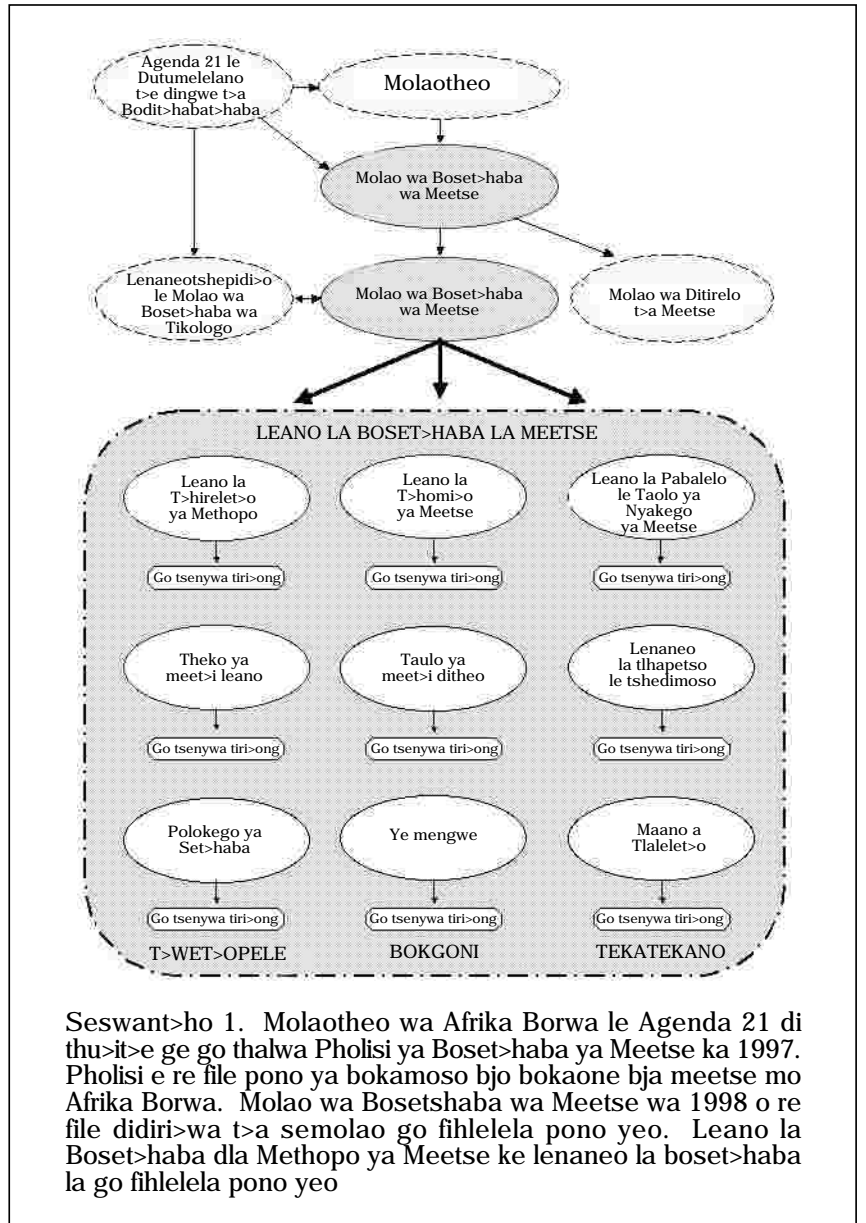 Agenda 21 le
Dutumelelano
t>e dingwe t>a
Bodit>habat>haba
Molaotheo
Molao wa Boset>haba
wa Meetse
Lenaneotshepidi>o
le Molao wa
Boset>haba wa
Tikologo
Molao wa Boset>haba
wa Meetse
Molao wa Ditirelo
t>a Meetse
LEANO LA BOSET>HABA LA MEETSE
Leano la
T>hirelet>o
ya Methopo
Leano la
T>homi>o
ya Meetse
Leano la Pabalelo
le Taolo ya
Nyakego
ya Meetse
Go tsenywa tiri>ong
Go tsenywa tiri>ong
Go tsenywa tiri>ong
Theko ya
meet>i leano
Taulo ya
meet>i ditheo
Lenaneo
la tlhapetso
le tshedimoso
Go tsenywa tiri>ong
Go tsenywa tiri>ong
Go tsenywa tiri>ong
Polokego ya
Set>haba
Ye mengwe
Maano a
Tlalelet>o
Go tsenywa tiri>ong
Go tsenywa tiri>ong
Go tsenywa tiri>ong
T>WET>OPELE
BOKGONI
TEKATEKANO
Seswant>ho 1. Molaotheo wa Afrika Borwa le Agenda 21 di
thu>it>e ge go thalwa Pholisi ya Boset>haba ya Meetse ka 1997.
Pholisi e re file pono ya bokamoso bjo bokaone bja meetse mo
Afrika Borwa. Molao wa Bosetshaba wa Meetse wa 1998 o re
file didiri>wa t>a semolao go fihlelela pono yeo. Leano la
Boset>haba dla Methopo ya Meetse ke lenaneo la boset>haba
la go fihlelela pono yeo